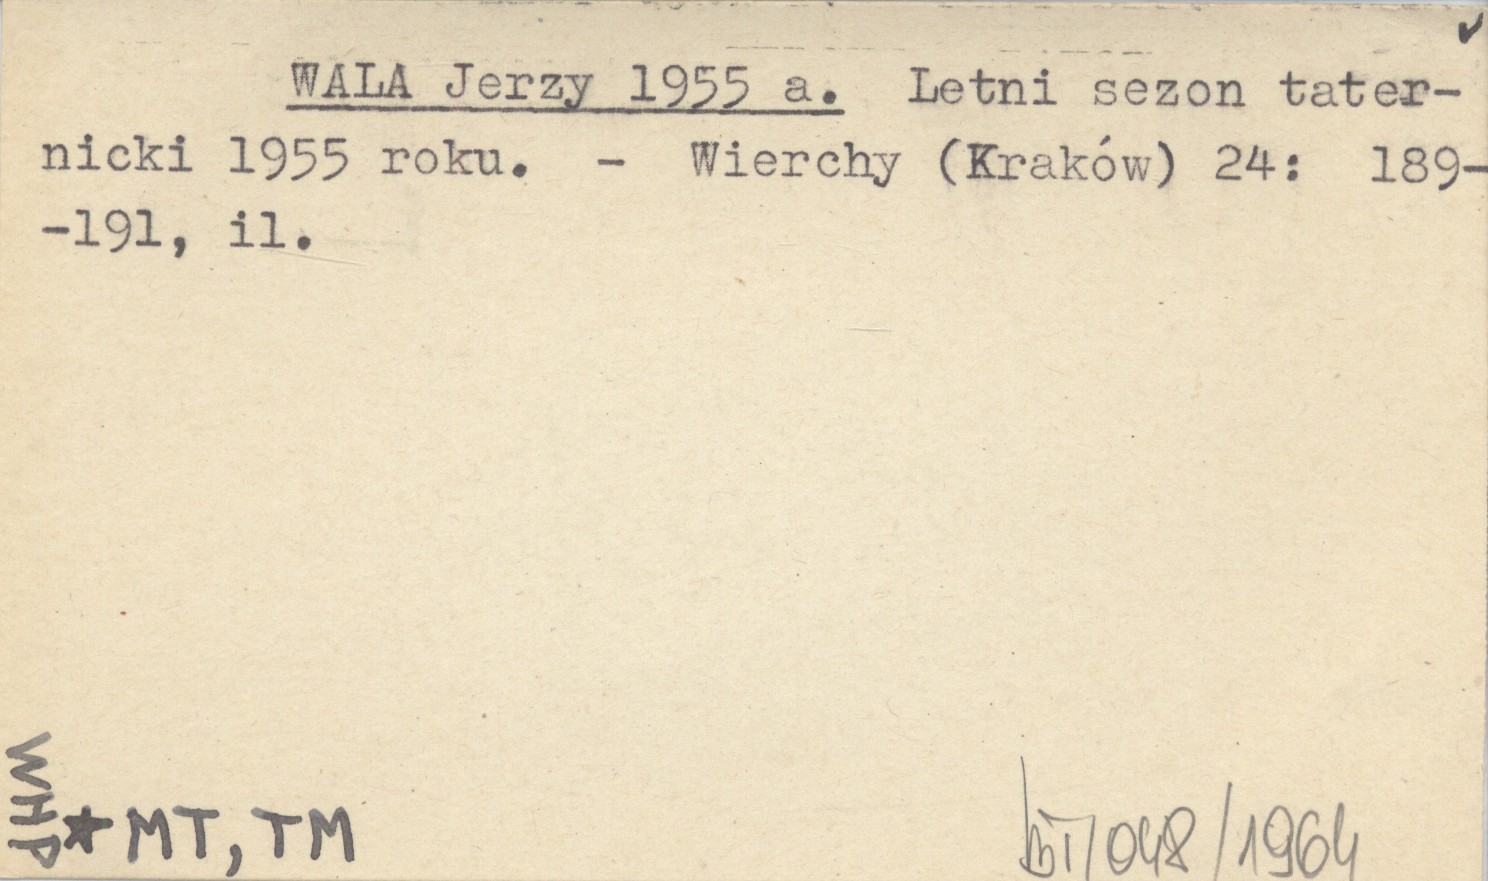 WALA Jerzy 1955 a. Letni sezon tater-
nicki 1955 roku. - Wierchy (Kraków) 24: 189-
-191, il.
WHP
★ MT, TM
/048/1964